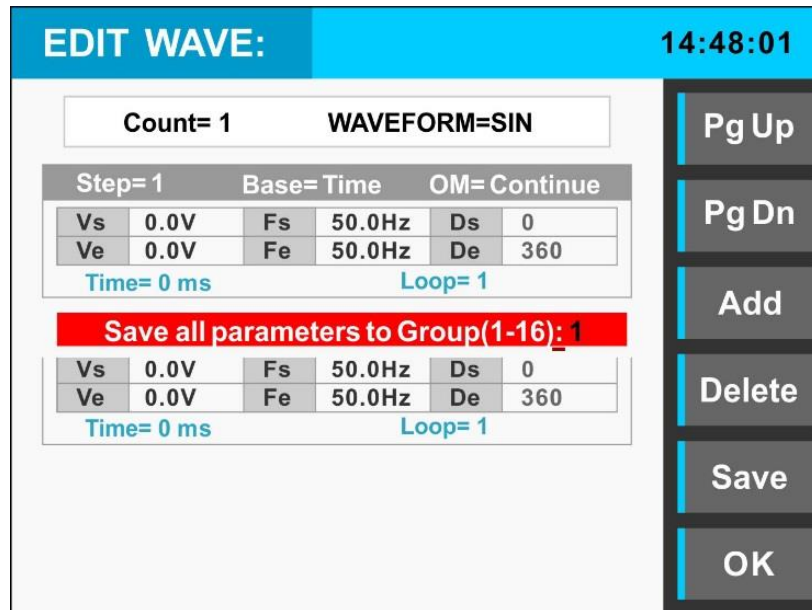 EDIT WAVE: 14:48:01
Count= 1 WAVEFORM=SIN
Step= 1 Base= Time OM= Continue
Vs 0.0V Fs 50.0Hz Ds 0
Ve 0.0V Fe 50.0Hz De 360
Time= 0 ms Loop= 1
Save all parameters to Group(1-16): 1
Vs 0.0V Fs 50.0Hz Ds 0
Ve 0.0V Fe 50.0Hz De 360
Time= 0 ms Loop= 1
Pg Up
Pg Dn
Add
Delete
Save
OK